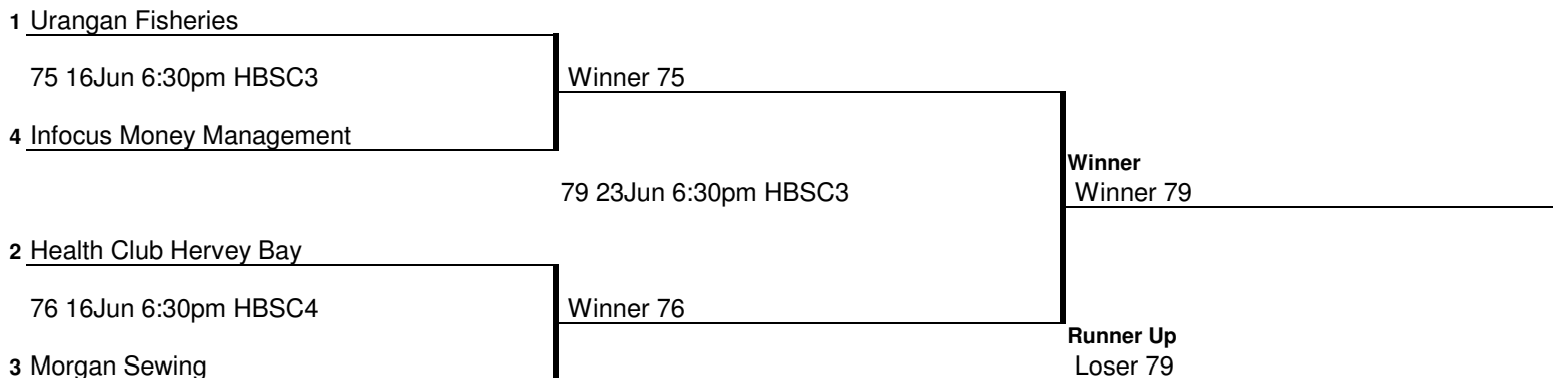 1 Urangan Fisheries
75 16Jun 6:30pm HBSC3
Winner 75
4 Infocus Money Management
Winner
79 23Jun 6:30pm HBSC3
Winner 79
2 Health Club Hervey Bay
76 16Jun 6:30pm HBSC4
Winner 76
Runner Up
3 Morgan Sewing
Loser 79